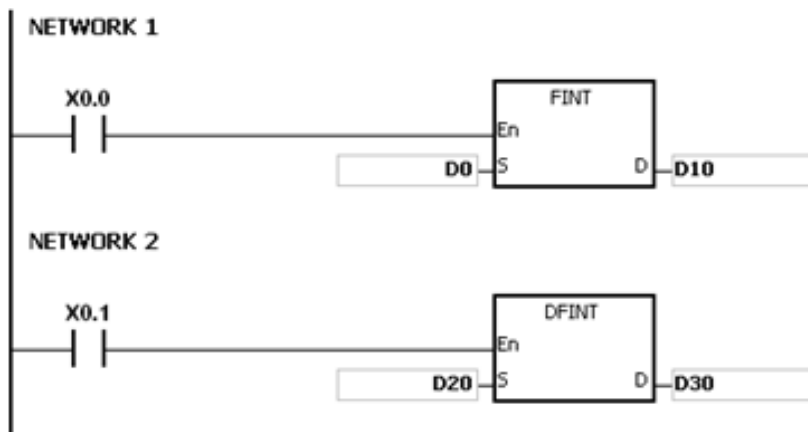 NETWORK 1
X0.0
FINT
En
D0 S D D10
NETWORK 2
X0.1
DFINT
En
D20 S D D30